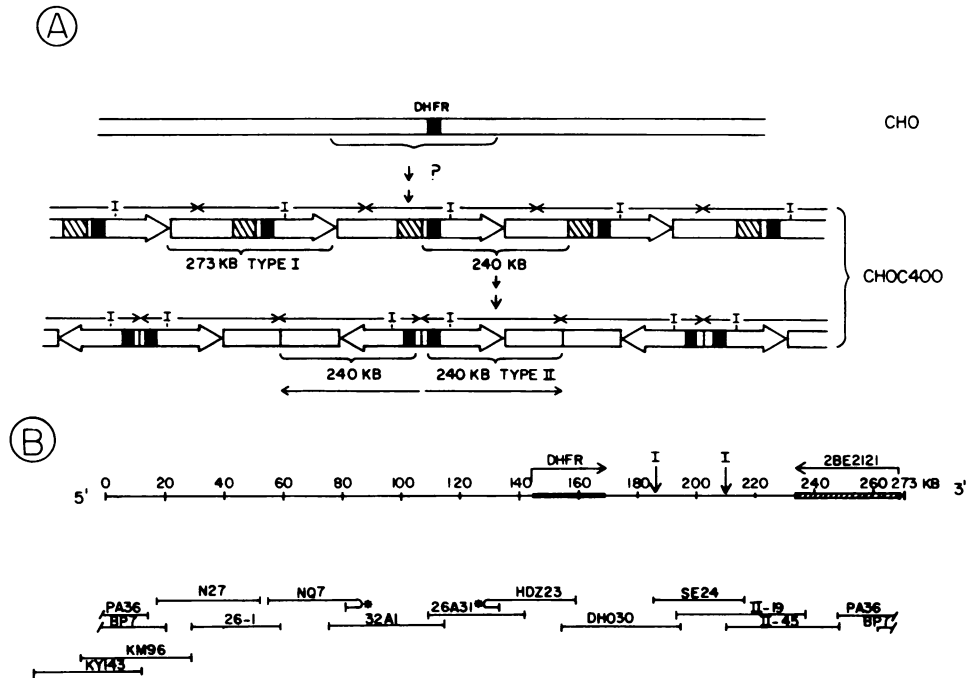 A
DHFR
CHO
?
I I I I I
273 KB TYPE I 240 KB
CHOC400
I I I I I I
240 KB 240 KB TYPE II
B
DHFR I I 2BE2121
5' 0 20 40 60 80 100 120 140 160 180 200 220 240 260 273 KB 3'
N27 NQ7 HDZ23 SE24
PA36 26A31 II-19 PA36
BP7 26-1 32A1 DHO30 II-45 BP7
KM96
KY143